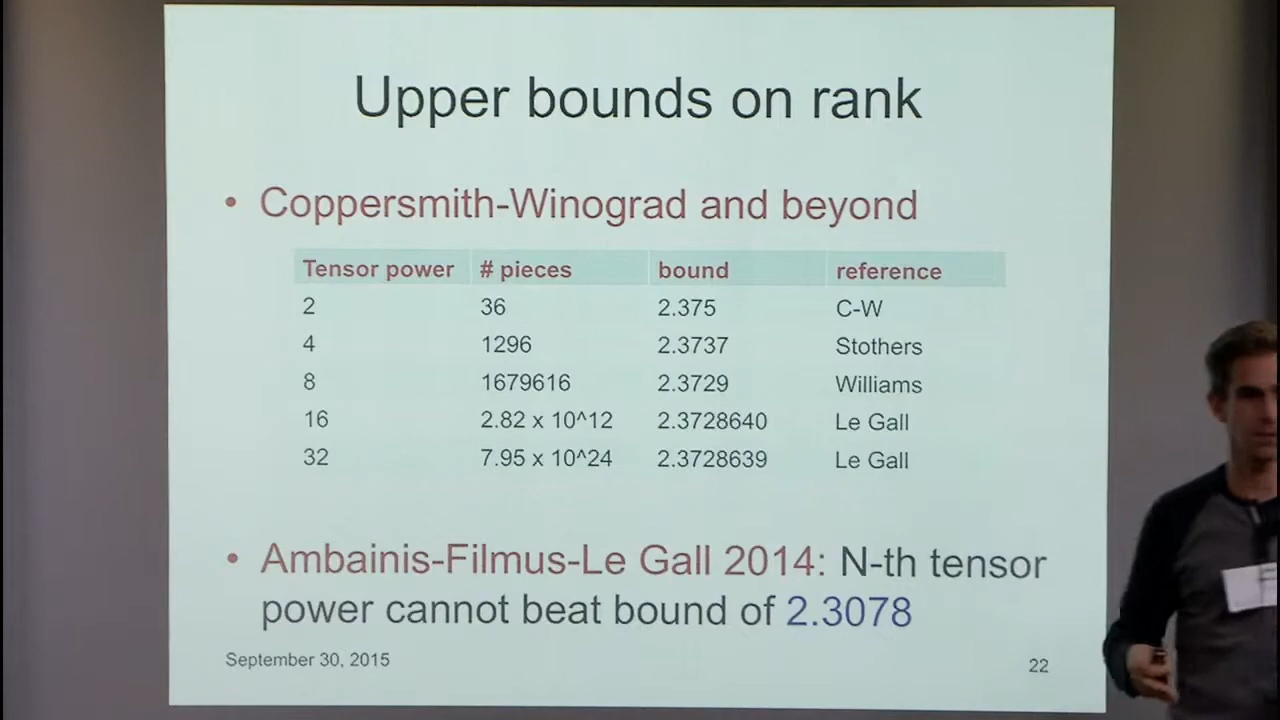 Upper bounds on rank
• Coppersmith-Winograd and beyond
Tensor power # pieces bound reference
2 36 2.375 C-W
4 1296 2.3737 Stothers
8 1679616 2.3729 Williams
16 2.82 x 10^12 2.3728640 Le Gall
32 7.95 x 10^24 2.3728639 Le Gall
• Ambainis-Filmus-Le Gall 2014: N-th tensor
power cannot beat bound of 2.3078
September 30, 2015
22